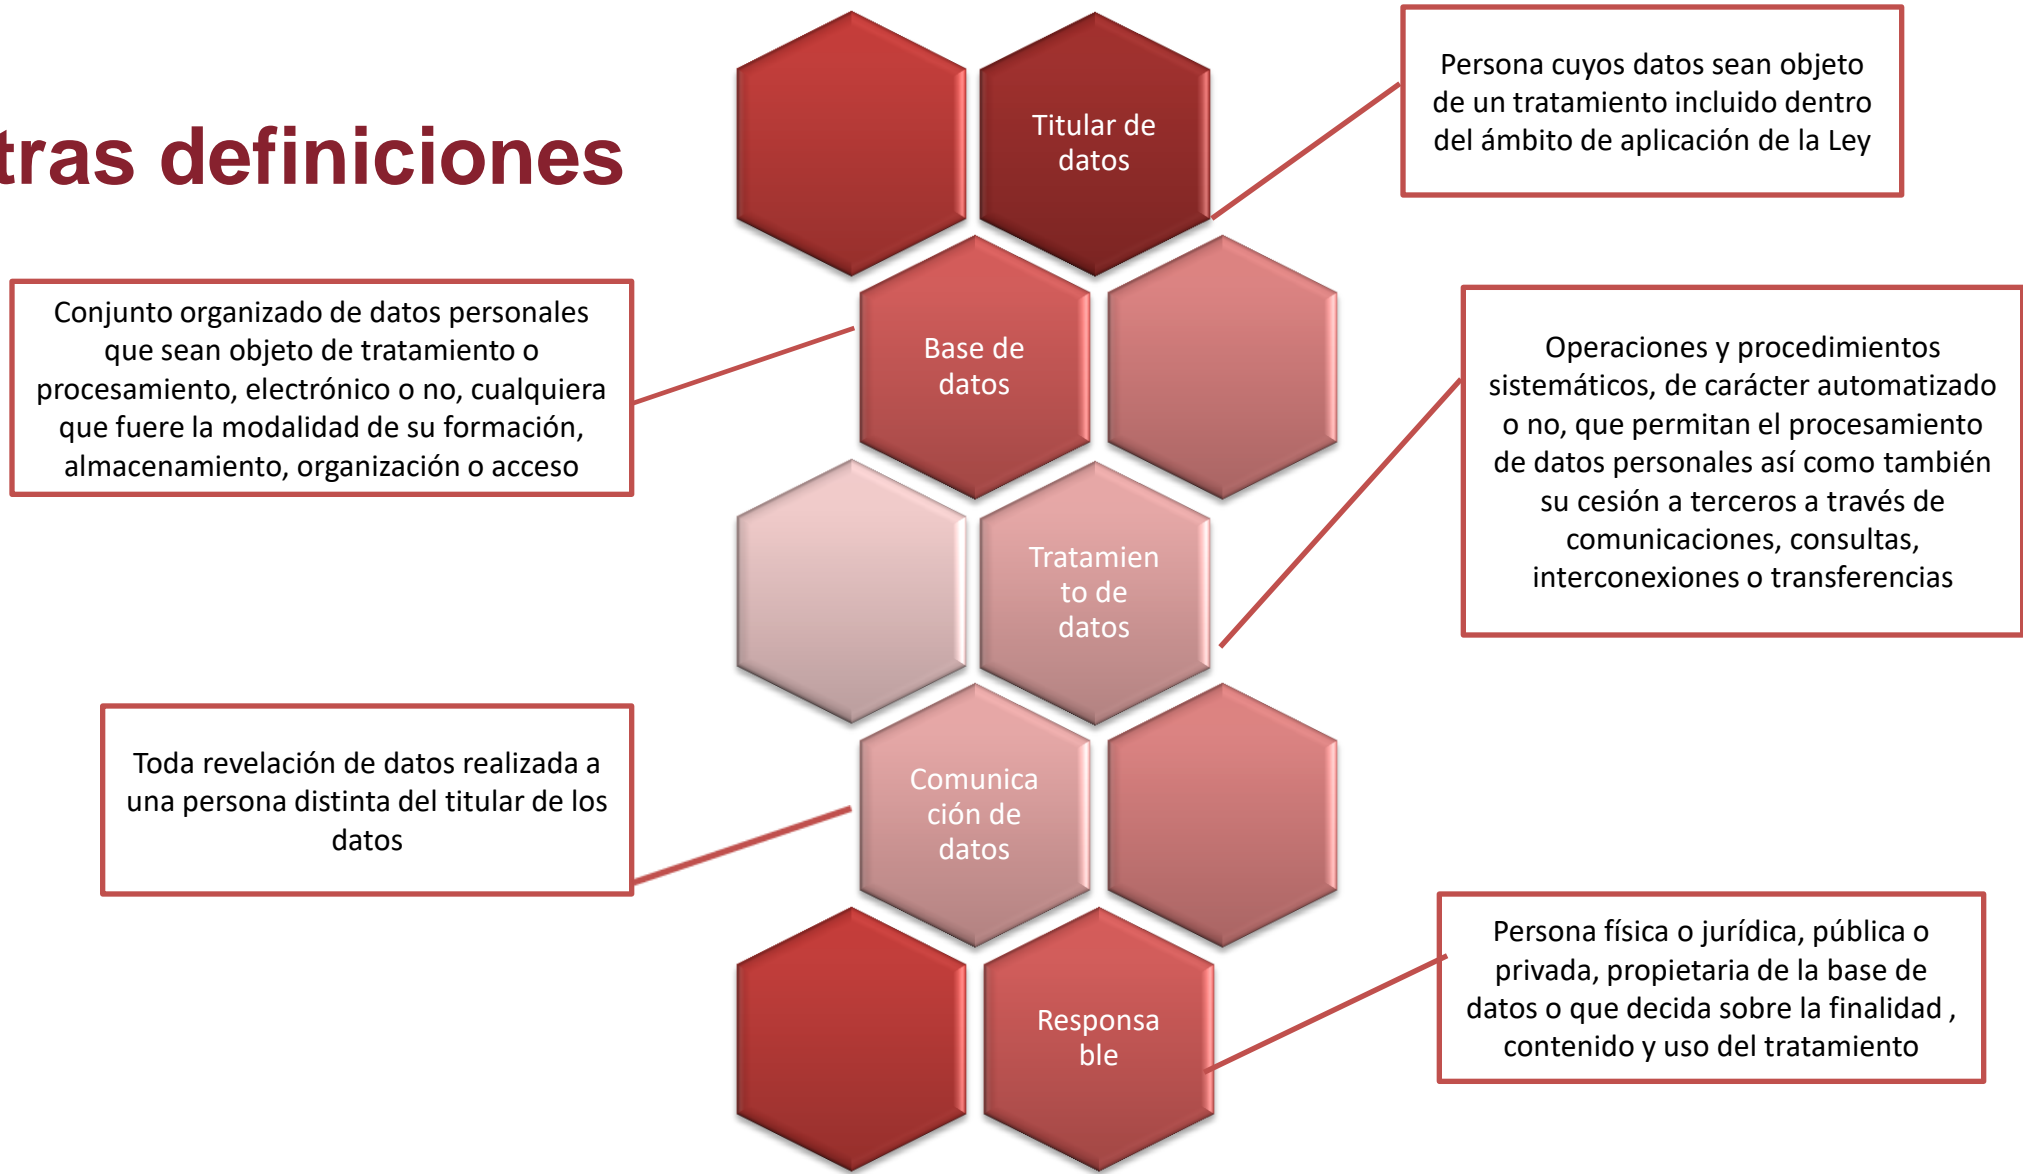 tras definiciones
Titular de
datos
Persona cuyos datos sean objeto
de un tratamiento incluido dentro
del ámbito de aplicación de la Ley
Conjunto organizado de datos personales
que sean objeto de tratamiento o
procesamiento, electrónico o no, cualquiera
que fuere la modalidad de su formación,
almacenamiento, organización o acceso
Base de
datos
Operaciones y procedimientos
sistemáticos, de carácter automatizado
o no, que permitan el procesamiento
de datos personales así como también
su cesión a terceros a través de
comunicaciones, consultas,
interconexiones o transferencias
Tratamien
to de
datos
Toda revelación de datos realizada a
una persona distinta del titular de los
datos
Comunica
ción de
datos
Persona física o jurídica, pública o
privada, propietaria de la base de
datos o que decida sobre la finalidad ,
contenido y uso del tratamiento
Responsa
ble